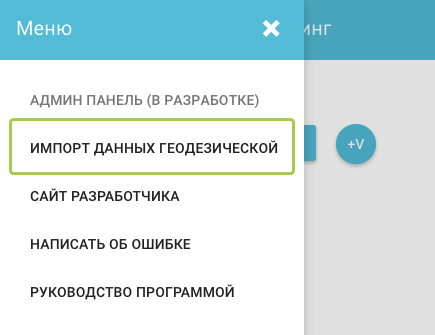 Меню
инг
АДМИН ПАНЕЛЬ (В РАЗРАБОТКЕ)
ИМПОРТ ДАННЫХ ГЕОДЕЗИЧЕСКОЙ
+V
САЙТ РАЗРАБОТЧИКА
НАПИСАТЬ ОБ ОШИБКЕ
РУКОВОДСТВО ПРОГРАММОЙ